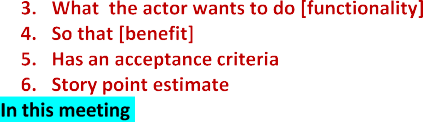 3. What the actor wants to do [functionality]
4. So that [benefit]
5. Has an acceptance criteria
6. Story point estimate
In this meeting